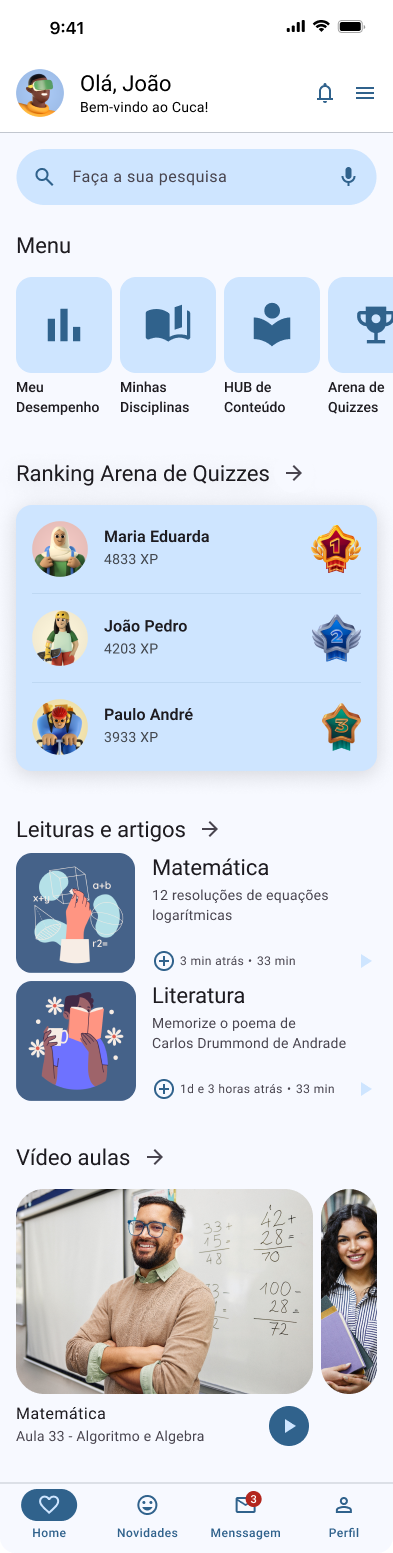 9:41
Olá, João
Bem-vindo ao Cuca!
Faça a sua pesquisa
Menu
Meu
Desempenho
Minhas
Disciplinas
HUB de
Conteúdo
Arena de
Quizzes
Ranking Arena de Quizzes
Maria Eduarda
4833 XP
1
João Pedro
4203 XP
2
Paulo André
3933 XP
3
Leituras e artigos
a+b
x+y
r2=
Matemática
12 resoluções de equações
logarítmicas
3 min atrás • 33 min
Literatura
Memorize o poema de
Carlos Drummond de Andrade
1d e 3 horas atrás • 33 min
Vídeo aulas
33 +
15 =
48
42 +
28 =
70
100 -
28 =
72
Matemática
Aula 33 - Algoritmo e Algebra
3
Home
Novidades
Menssagem
Perfil